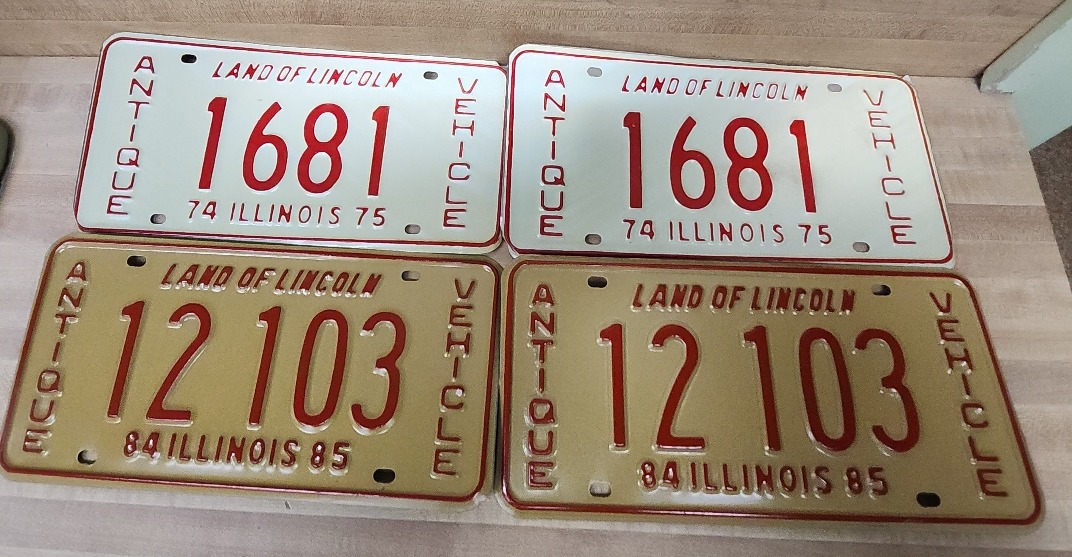 LAND OF LINCOLN
ANTIQUE
1681
VEHICLE
74 ILLINOIS 75
LAND OF LINCOLN
ANTIQUE
1681
VEHICLE
74 ILLINOIS 75
LAND OF LINCOLN
ANTIQUE
12 103
VEHICLE
84 ILLINOIS 85
LAND OF LINCOLN
ANTIQUE
12 103
VEHICLE
84 ILLINOIS 85